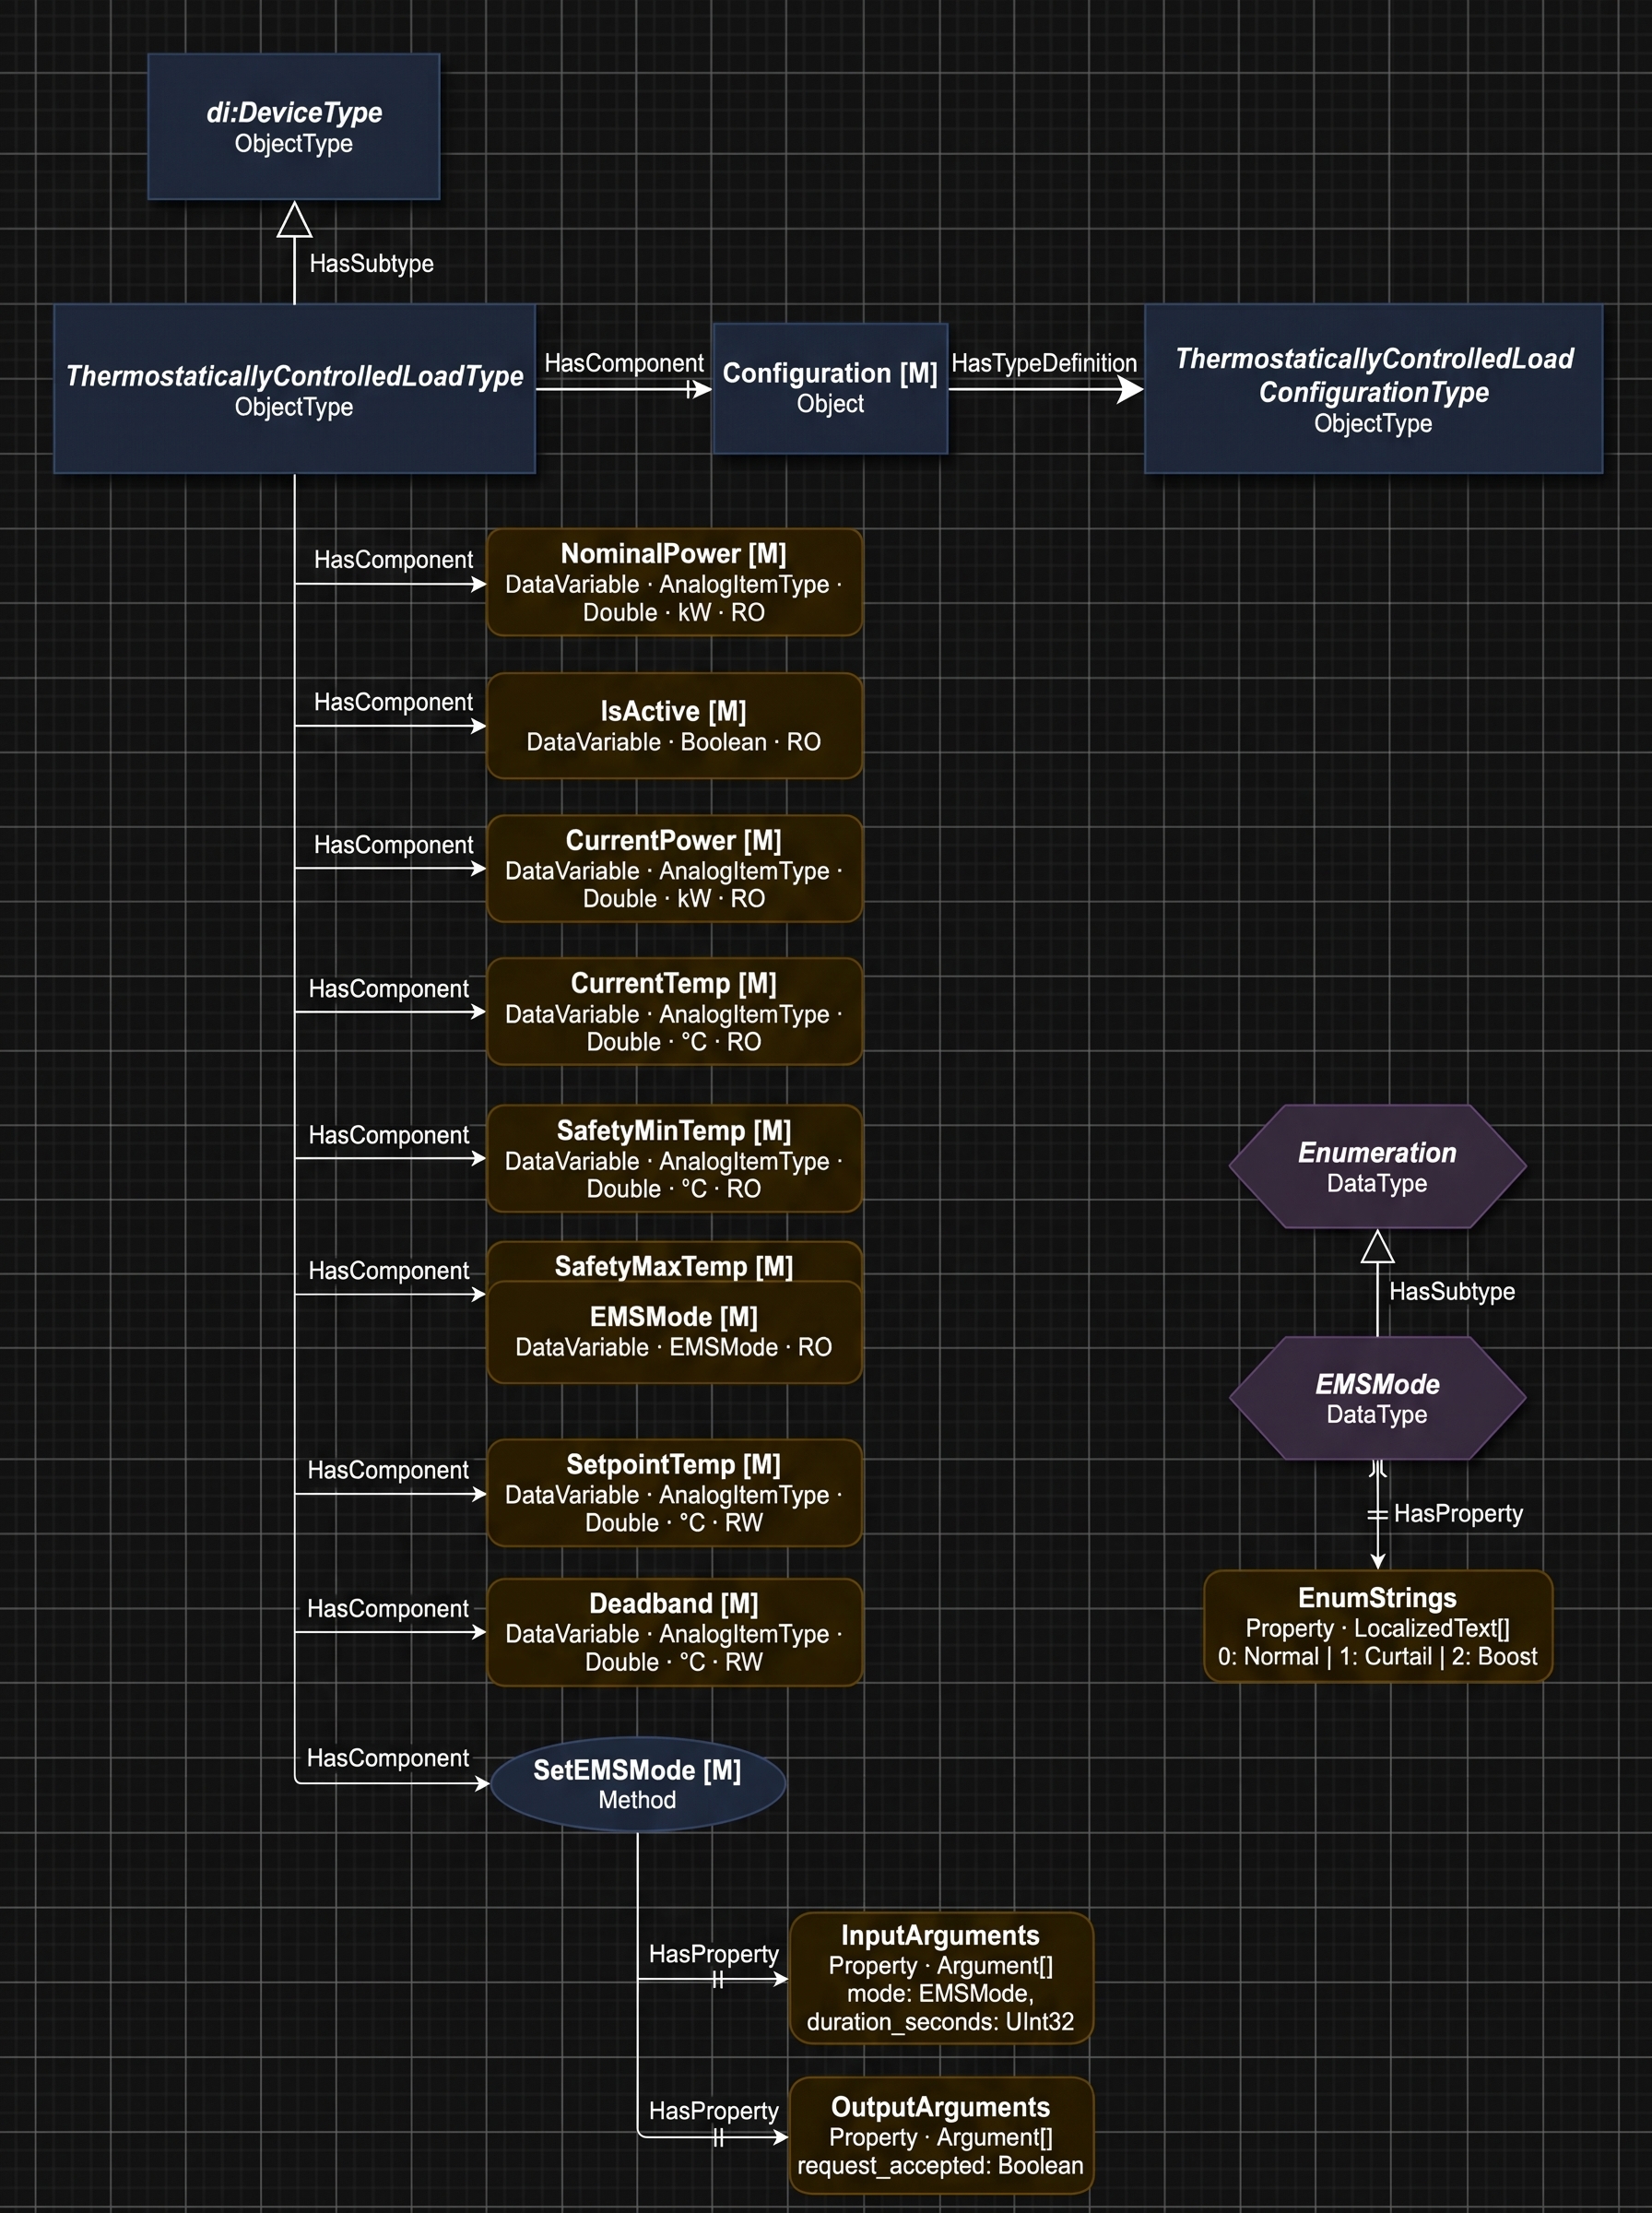 di:DeviceType
ObjectType
HasSubtype
ThermostaticallyControlledLoadType
ObjectType
HasComponent
Configuration [M]
Object
HasTypeDefinition
ThermostaticallyControlledLoad
ConfigurationType
ObjectType
HasComponent
NominalPower [M]
DataVariable · AnalogItemType ·
Double · kW · RO
HasComponent
IsActive [M]
DataVariable · Boolean · RO
HasComponent
CurrentPower [M]
DataVariable · AnalogItemType ·
Double · kW · RO
HasComponent
CurrentTemp [M]
DataVariable · AnalogItemType ·
Double · °C · RO
HasComponent
SafetyMinTemp [M]
DataVariable · AnalogItemType ·
Double · °C · RO
HasComponent
SafetyMaxTemp [M]
EMSMode [M]
DataVariable · EMSMode · RO
HasComponent
SetpointTemp [M]
DataVariable · AnalogItemType ·
Double · °C · RW
HasComponent
Deadband [M]
DataVariable · AnalogItemType ·
Double · °C · RW
HasComponent
SetEMSMode [M]
Method
HasProperty
InputArguments
Property · Argument[]
mode: EMSMode,
duration_seconds: UInt32
HasProperty
OutputArguments
Property · Argument[]
request_accepted: Boolean
Enumeration
DataType
HasSubtype
EMSMode
DataType
HasProperty
EnumStrings
Property · LocalizedText[]
0: Normal | 1: Curtail | 2: Boost